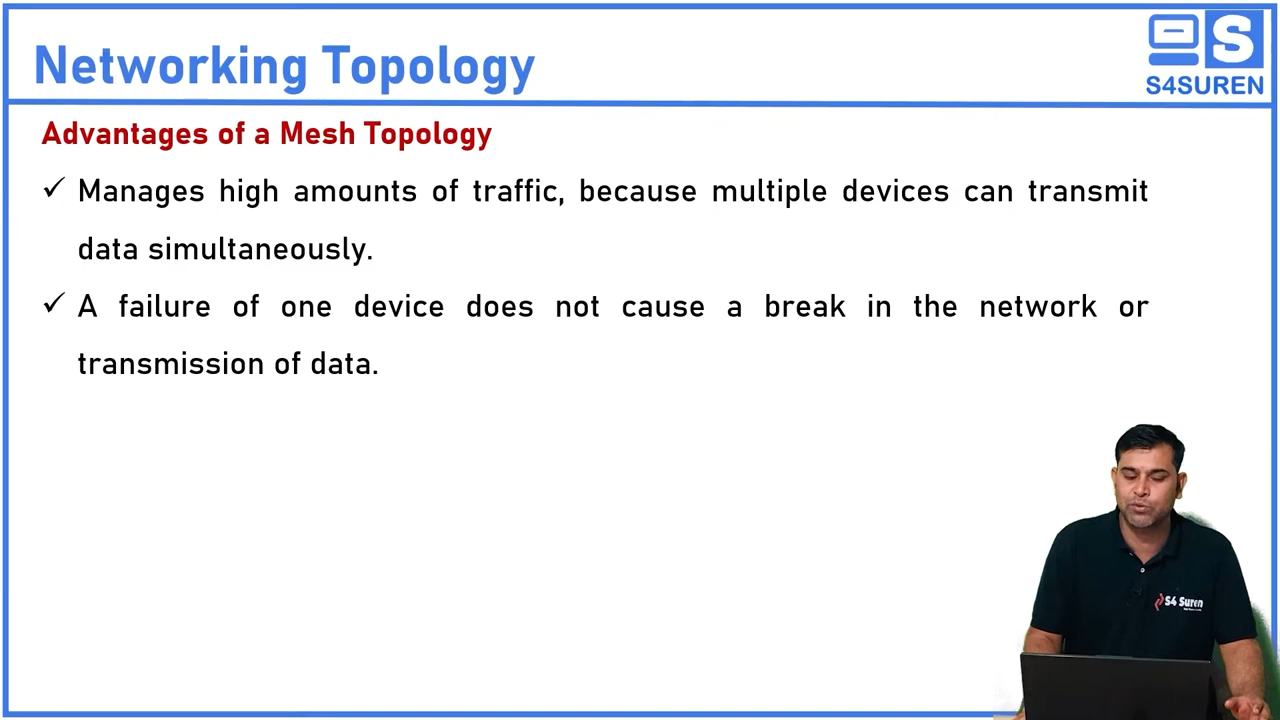 Networking Topology
S
S4SUREN
Advantages of a Mesh Topology
✓ Manages high amounts of traffic, because multiple devices can transmit
data simultaneously.
✓ A failure of one device does not cause a break in the network or
transmission of data.
S4 Suren